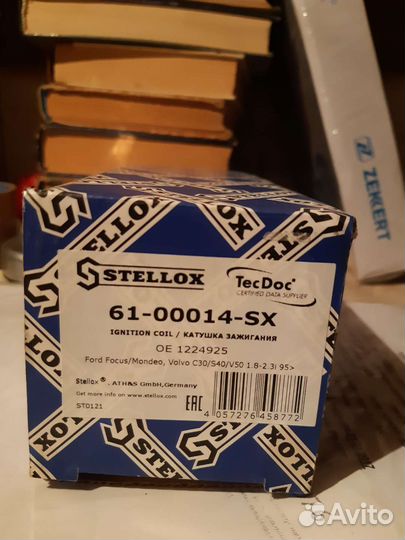 STELLOX
TecDoc
CERTIFIED DATA SUPPLIER
61-00014-SX
IGNITION COIL / КАТУШКА ЗАЖИГАНИЯ
OE 1224925
Ford Focus/Mondeo, Volvo C30/S40/V50 1.8-2.3i 95>
Stellox ®, ATH&S GmbH,Germany
Get more info on www.stellox.com
ST0121
EAC
4 057276 458772
ZEKKERT
Avito